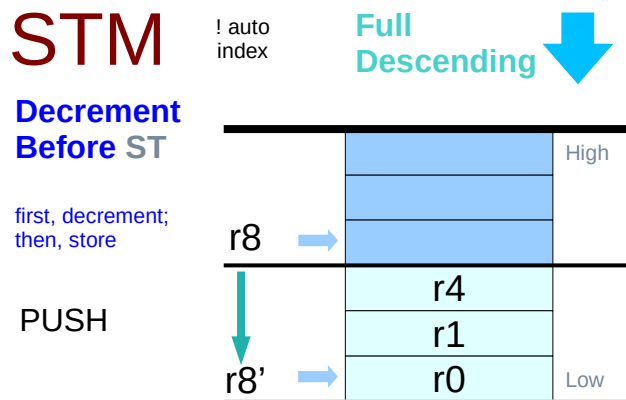 STM
! auto
index
Full
Descending
Decrement
Before ST
High
first, decrement;
then, store
r8
r4
PUSH
r1
r8’
r0
Low